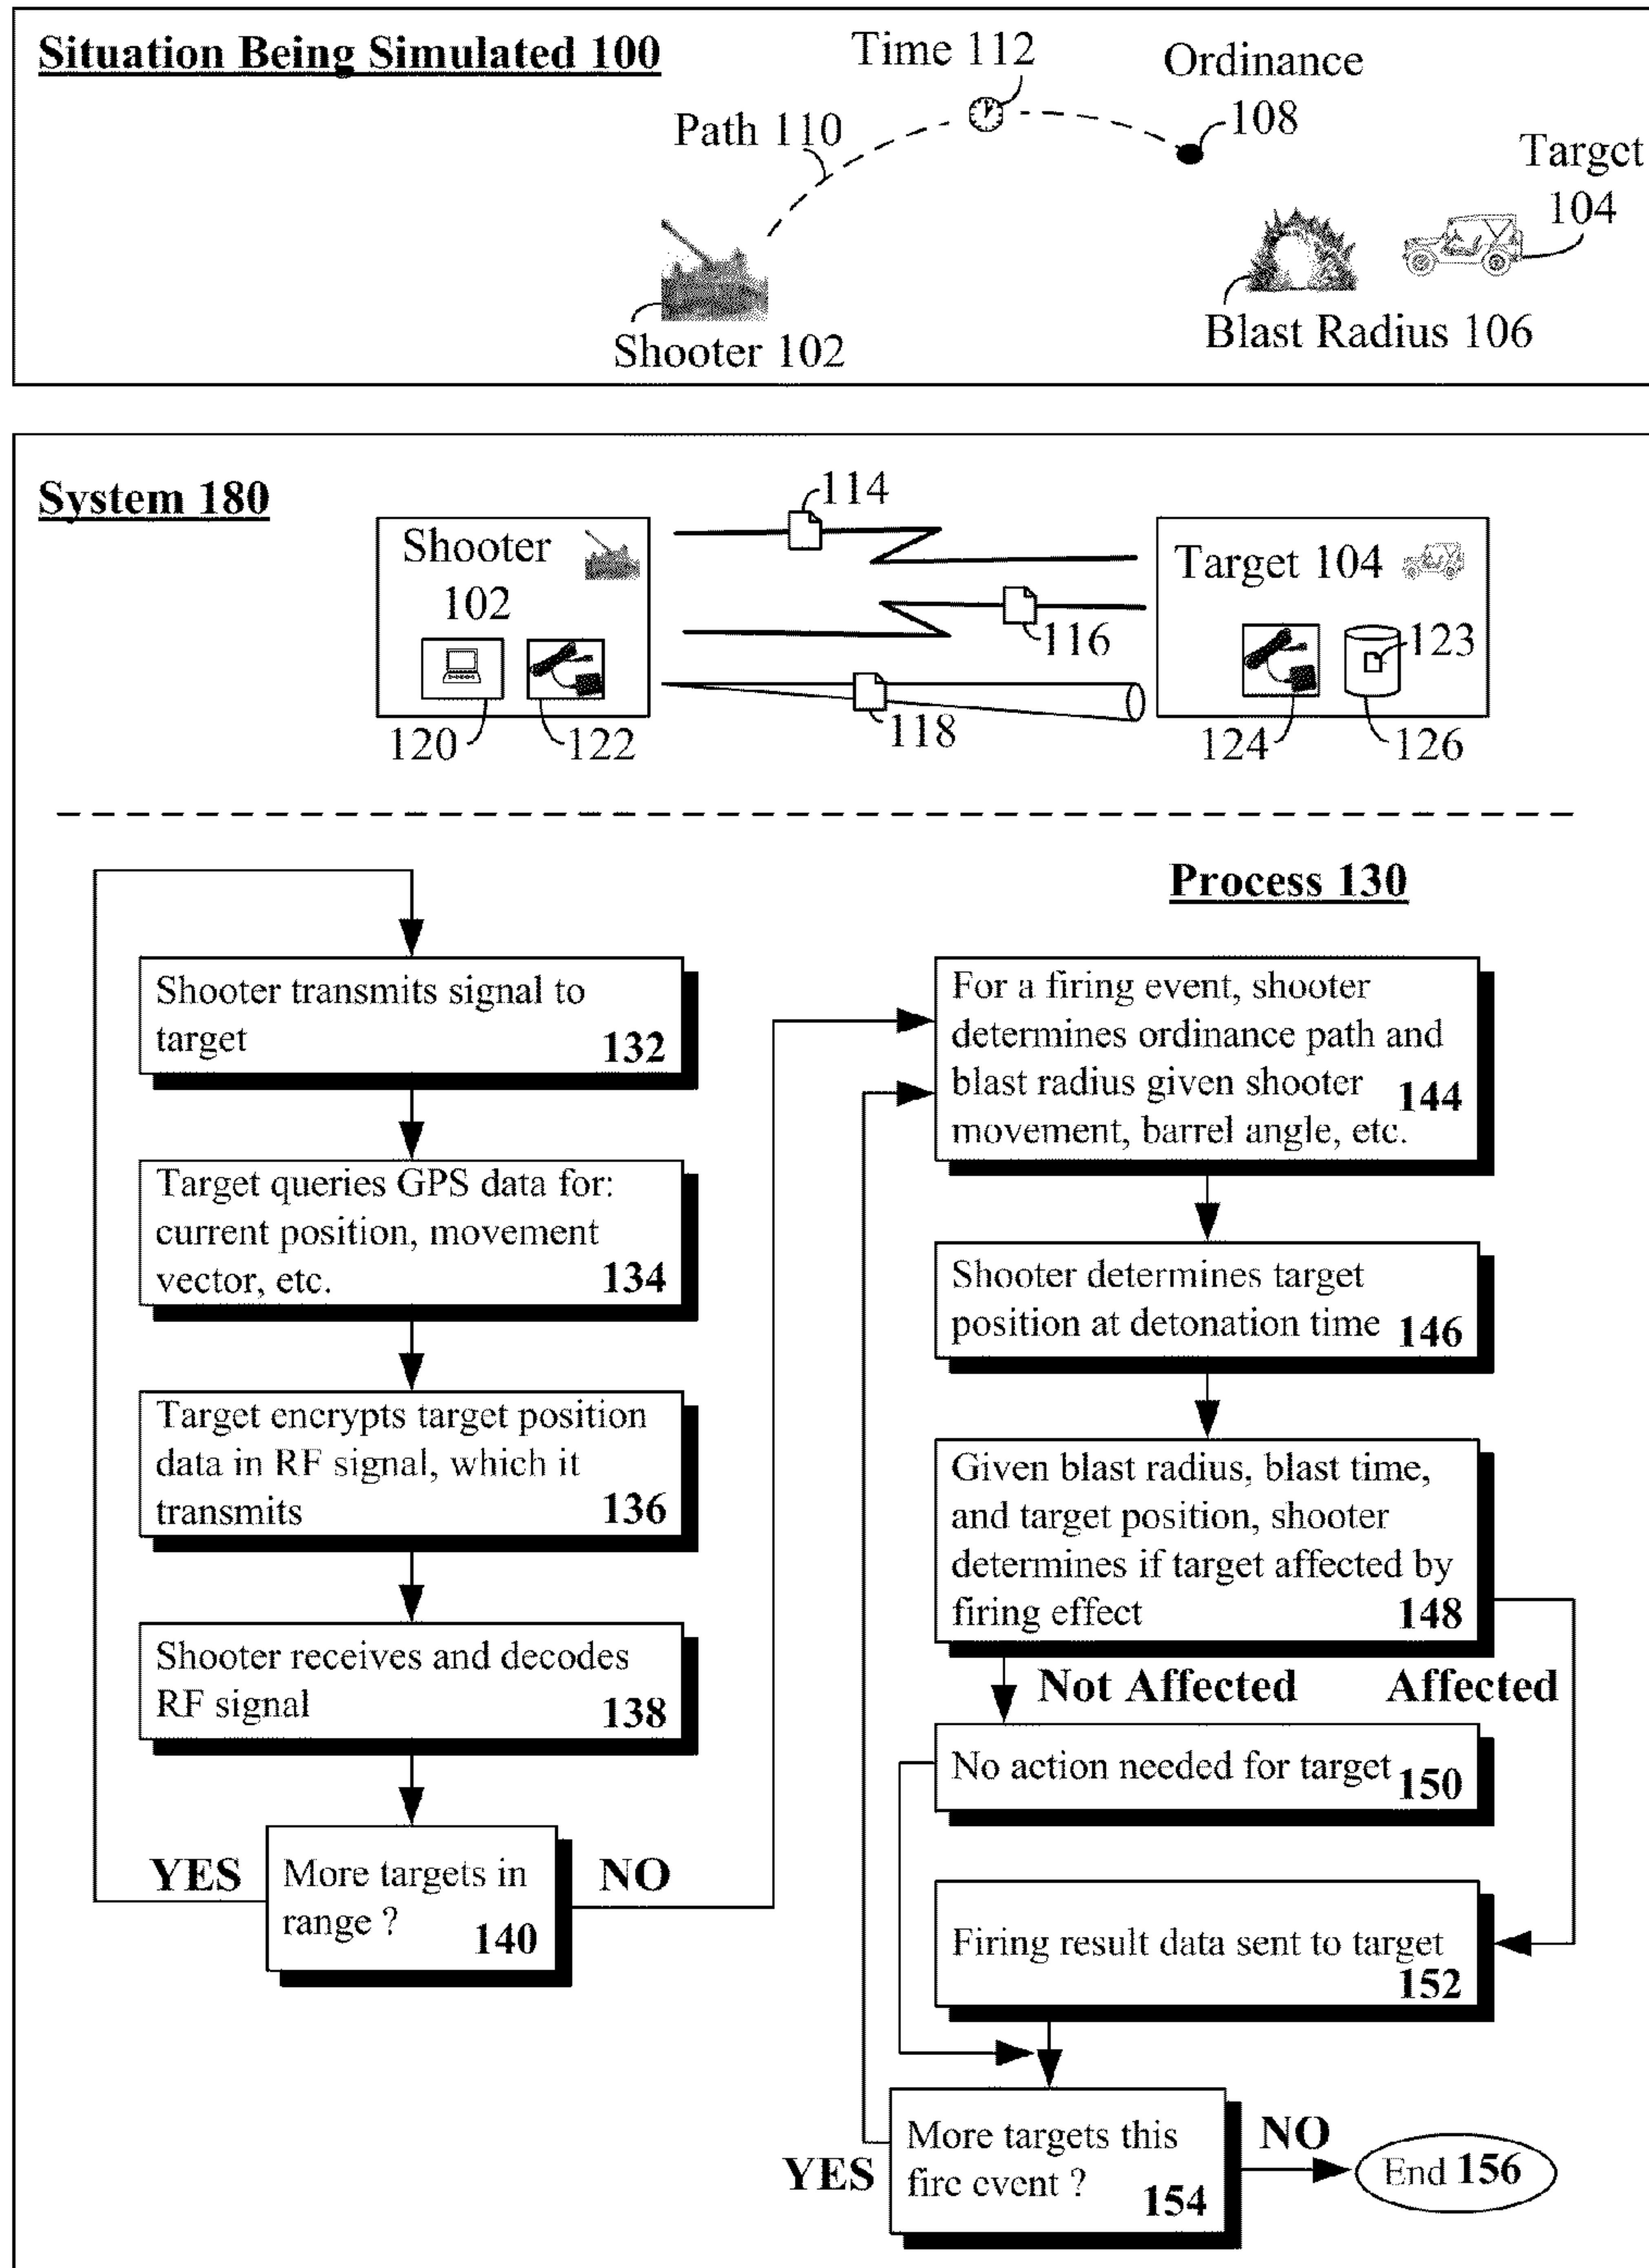 Situation Being Simulated 100
Time 112
Ordinance
108
Path 110
Target
104
Shooter 102
Blast Radius 106
System 180
114
Shooter
102
Target 104
116
123
120
122
118
124
126
Process 130
Shooter transmits signal to
target 132
Target queries GPS data for:
current position, movement
vector, etc. 134
Target encrypts target position
data in RF signal, which it
transmits 136
Shooter receives and decodes
RF signal 138
YES
More targets in
range ? 140
NO
For a firing event, shooter
determines ordinance path and
blast radius given shooter 144
movement, barrel angle, etc.
Shooter determines target
position at detonation time 146
Given blast radius, blast time,
and target position, shooter
determines if target affected by
firing effect 148
Not Affected
Affected
No action needed for target 150
Firing result data sent to target
152
YES
More targets this
fire event ? 154
NO
End 156